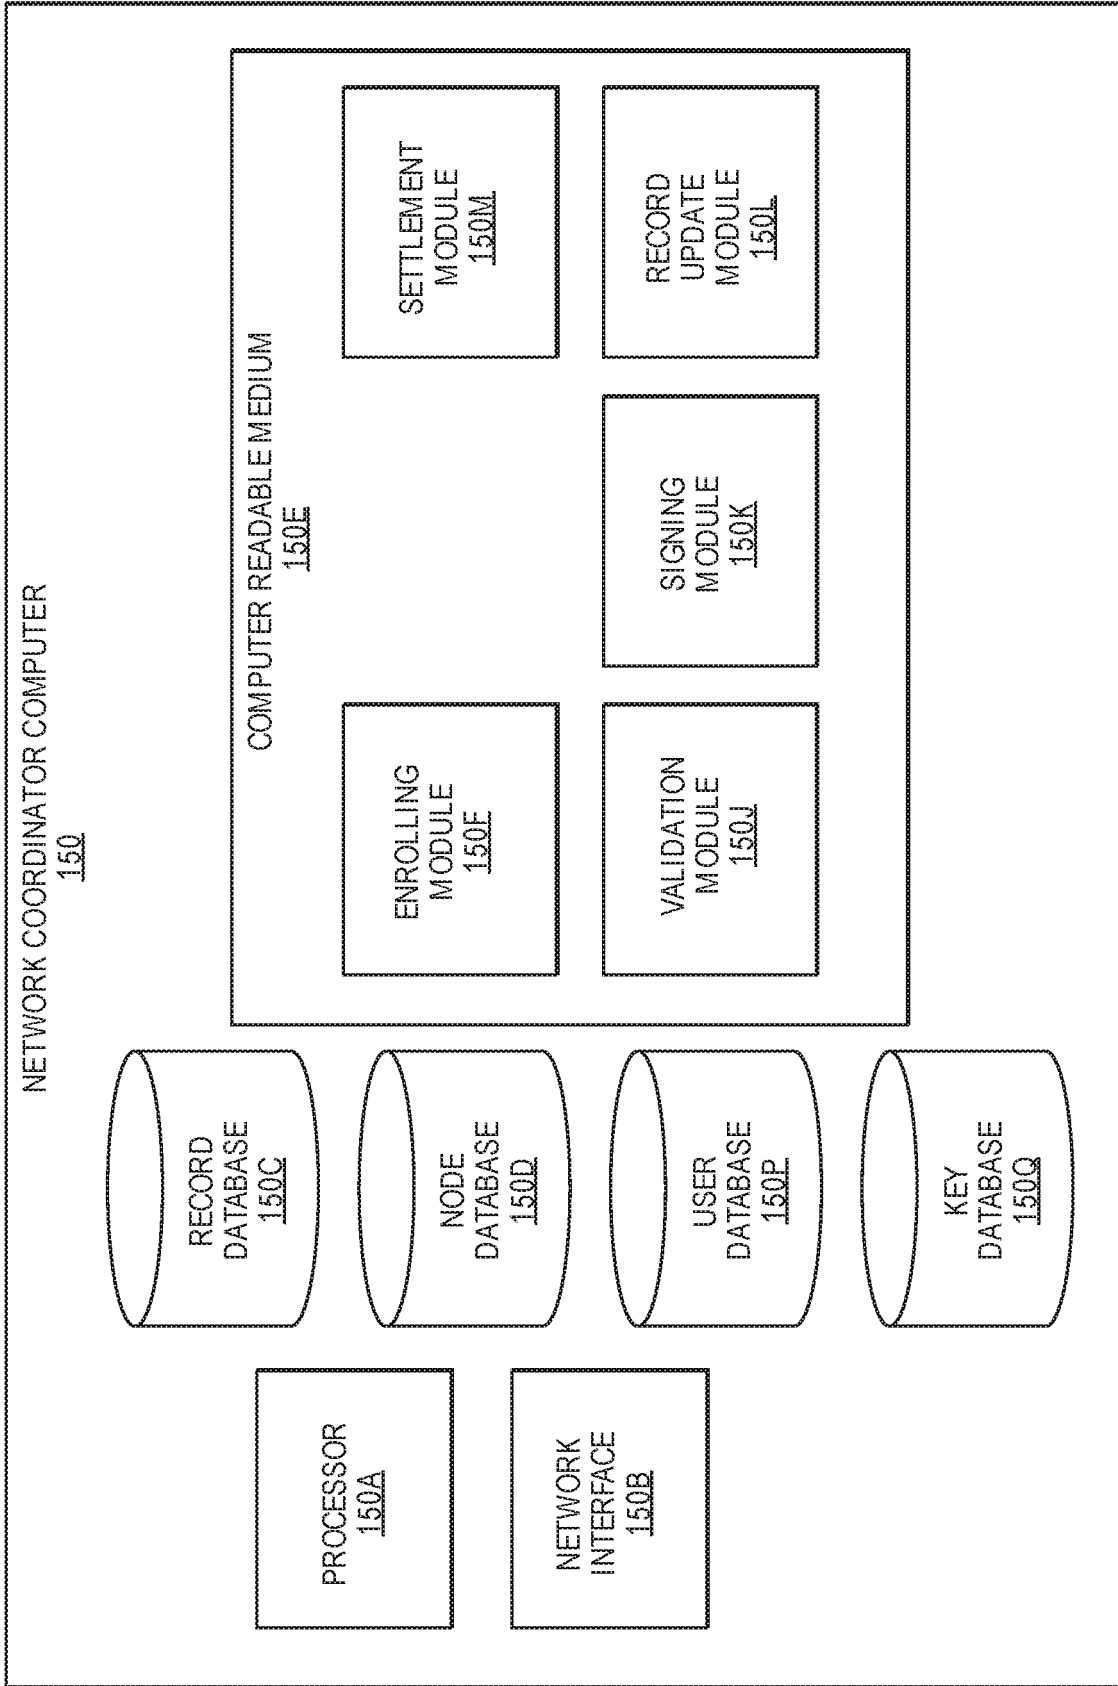 NETWORK COORDINATOR COMPUTER
150
PROCESSOR
150A
NETWORK
INTERFACE
150B
RECORD
DATABASE
150C
NODE
DATABASE
150D
USER
DATABASE
150P
KEY
DATABASE
150Q
COMPUTER READABLE MEDIUM
150E
ENROLLING
MODULE
150F
SETTLEMENT
MODULE
150M
VALIDATION
MODULE
150J
SIGNING
MODULE
150K
RECORD
UPDATE
MODULE
150L